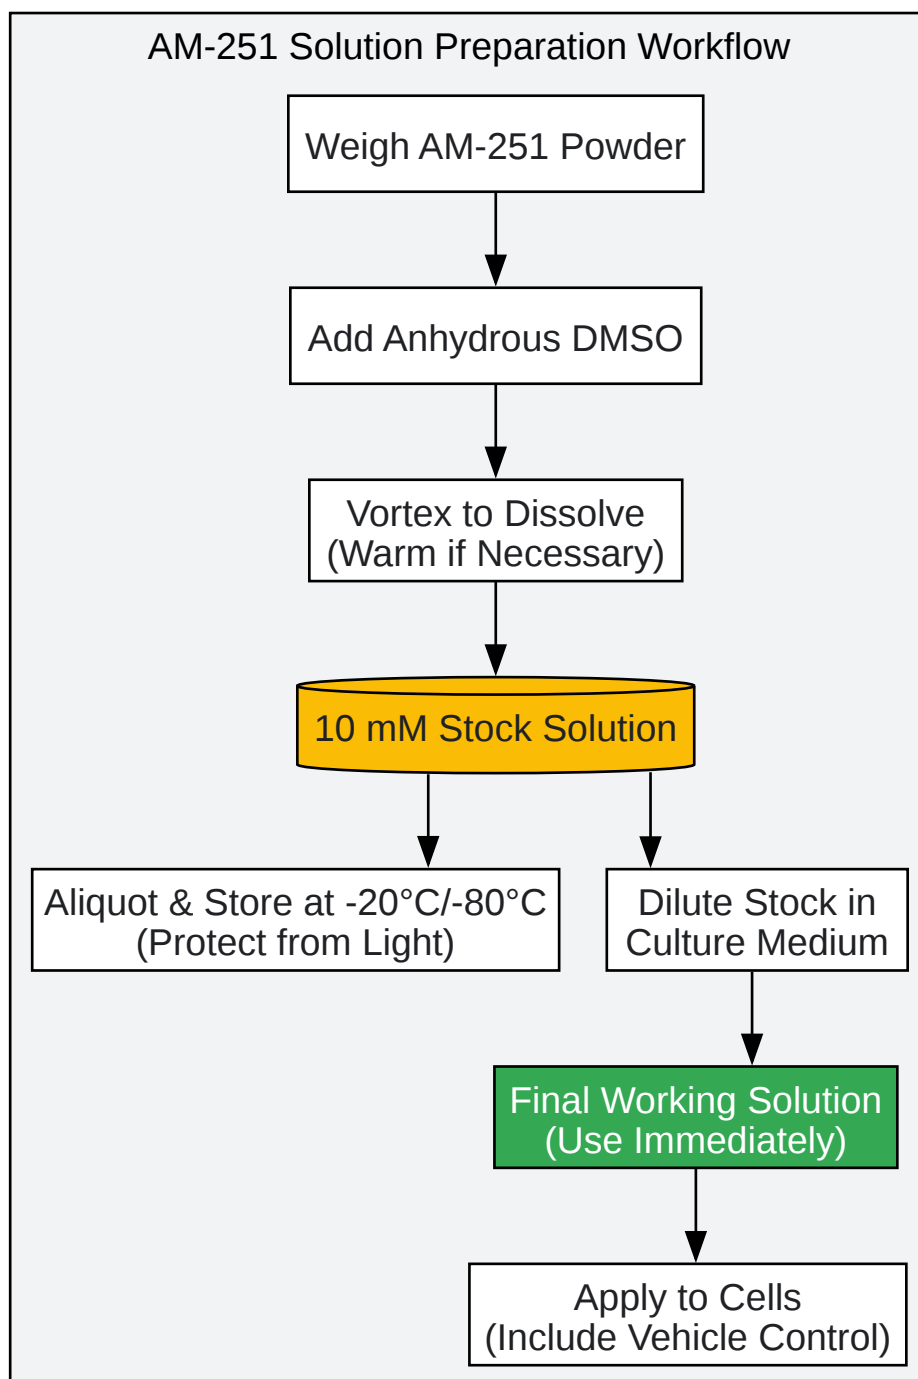 AM-251 Solution Preparation Workflow
Weigh AM-251 Powder
Add Anhydrous DMSO
Vortex to Dissolve
(Warm if Necessary)
10 mM Stock Solution
Aliquot & Store at -20°C/-80°C
(Protect from Light)
Dilute Stock in
Culture Medium
Final Working Solution
(Use Immediately)
Apply to Cells
(Include Vehicle Control)